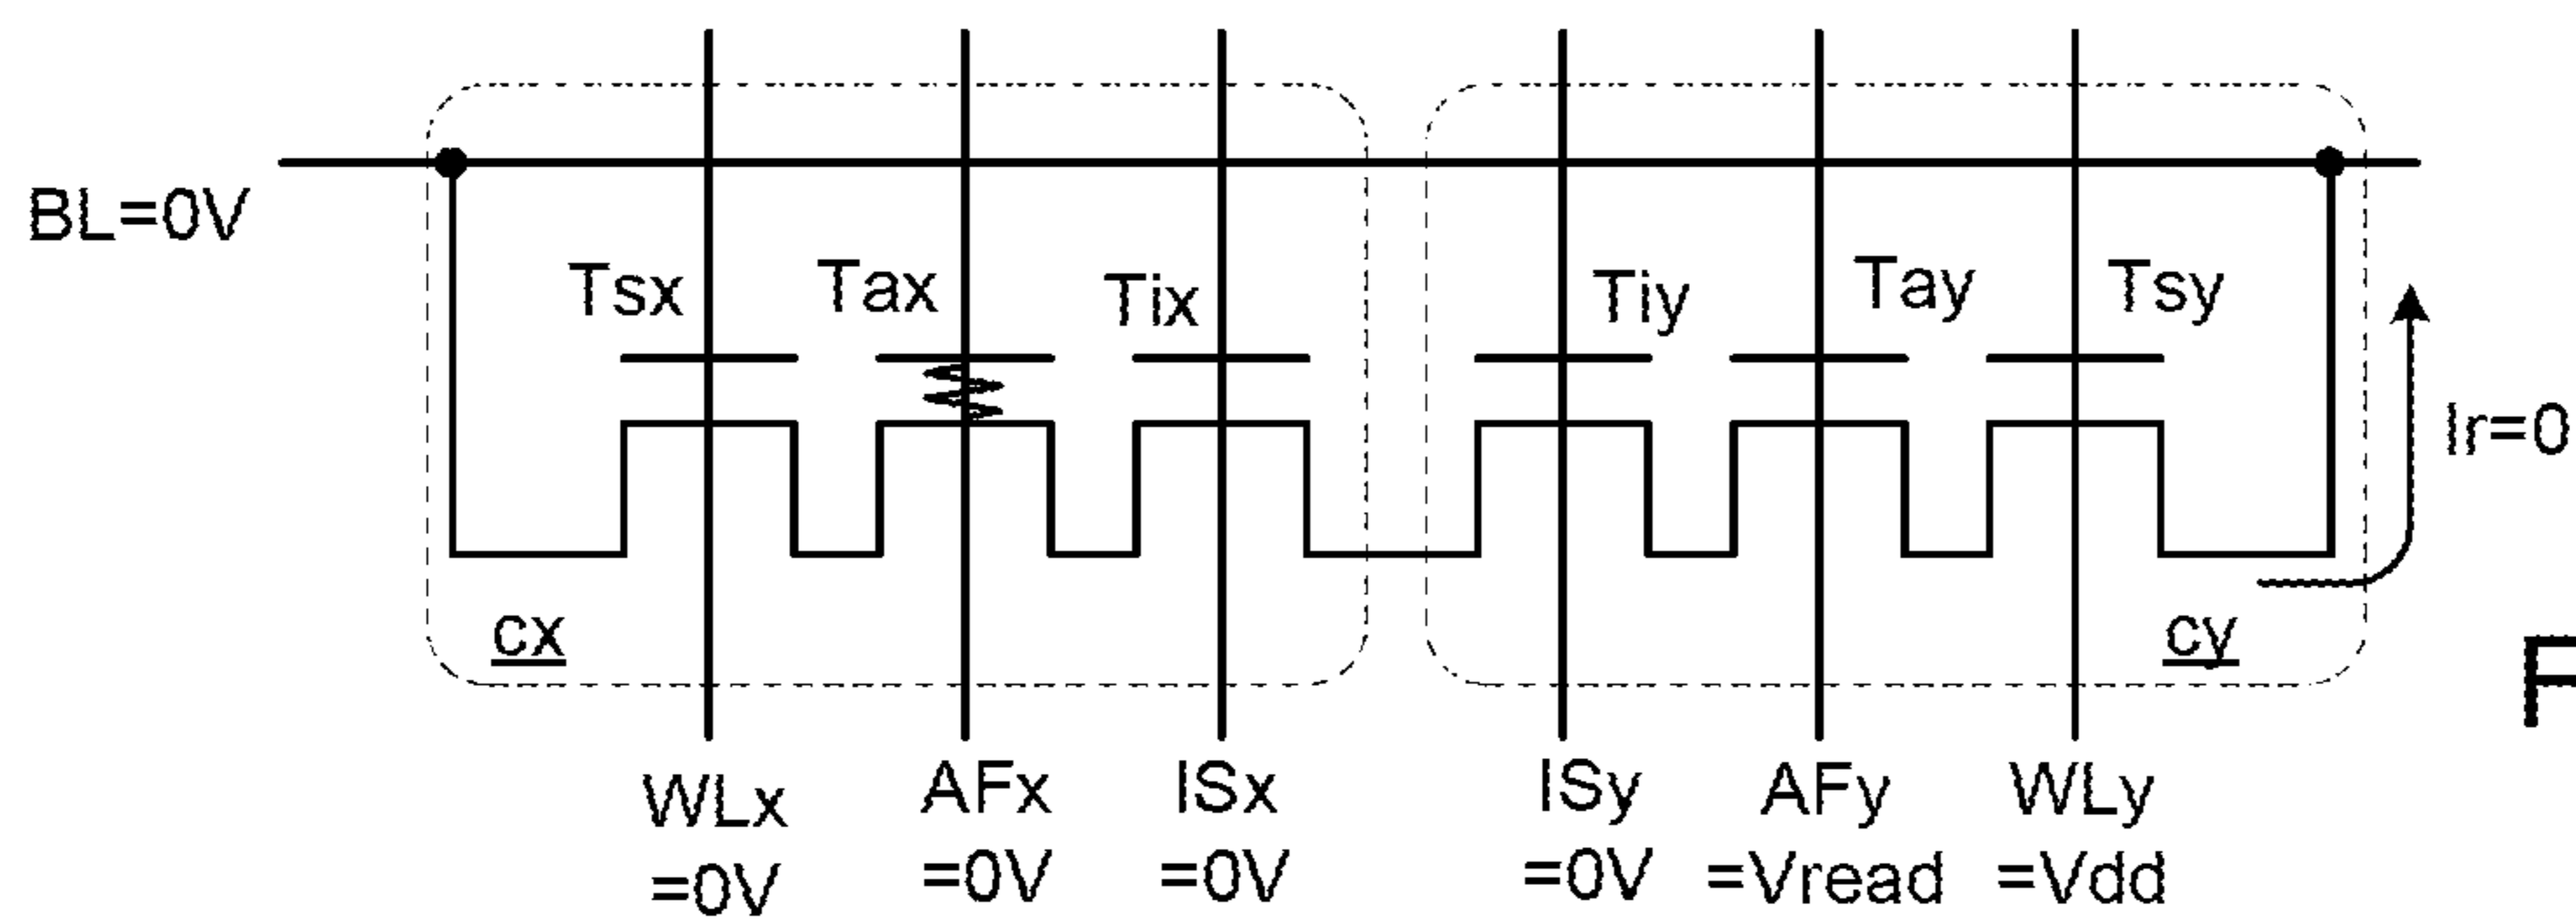 BL=0V
Tsx Tax Tix Tiy Tay Tsy
Ir=0
cx cy
F
WLx AFx ISx ISy AFy WLy
=0V =0V =0V =0V =Vread =Vdd